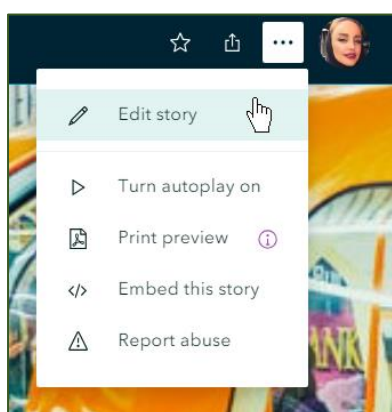 Edit story
Turn autoplay on
Print preview
Embed this story
Report abuse